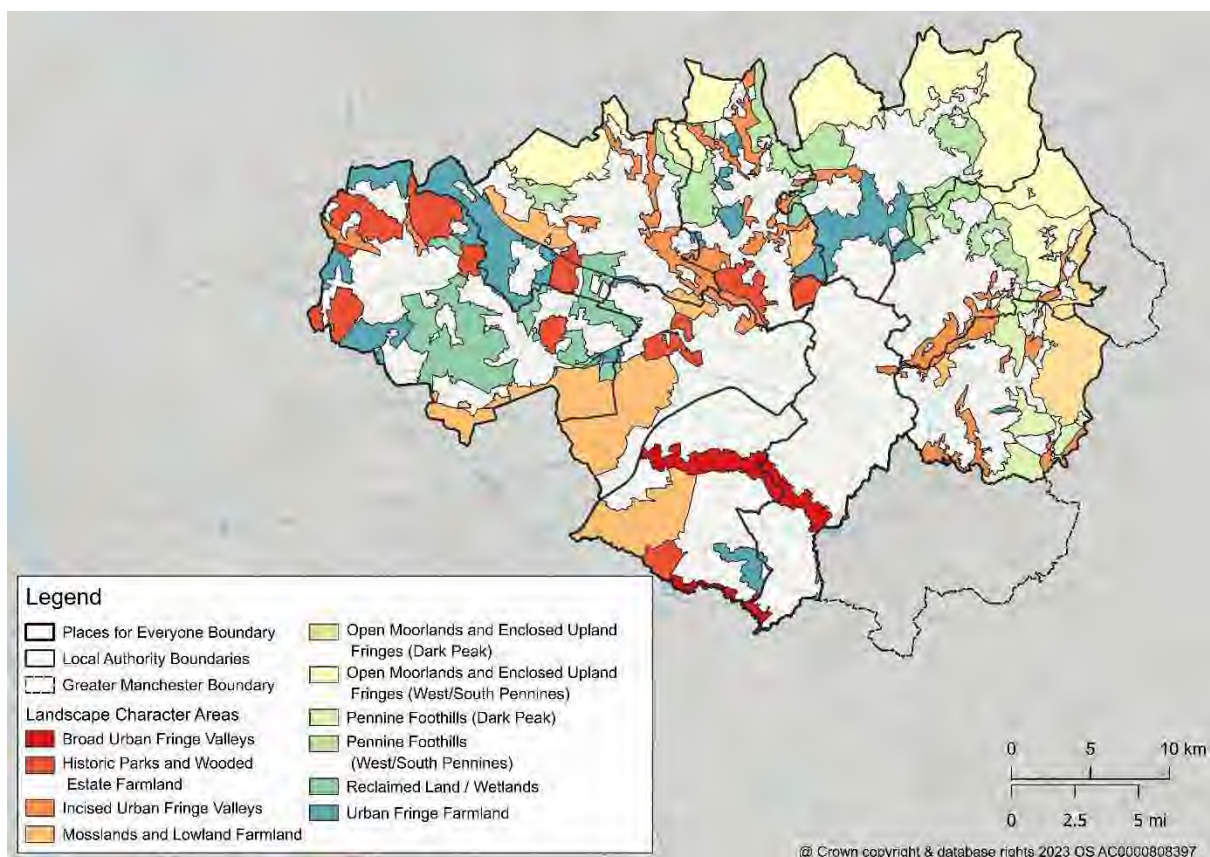 Legend
Places for Everyone Boundary
Local Authority Boundaries
Greater Manchester Boundary
Landscape Character Areas
Broad Urban Fringe Valleys
Historic Parks and Wooded
Estate Farmland
Incised Urban Fringe Valleys
Mosslands and Lowland Farmland
Open Moorlands and Enclosed Upland
Fringes (Dark Peak)
Open Moorlands and Enclosed Upland
Fringes (West/South Pennines)
Pennine Foothills (Dark Peak)
Pennine Foothills
(West/South Pennines)
Reclaimed Land / Wetlands
Urban Fringe Farmland
0 5 10 km
0 2.5 5 mi
@ Crown copyright & database rights 2023 OS AC0000808397